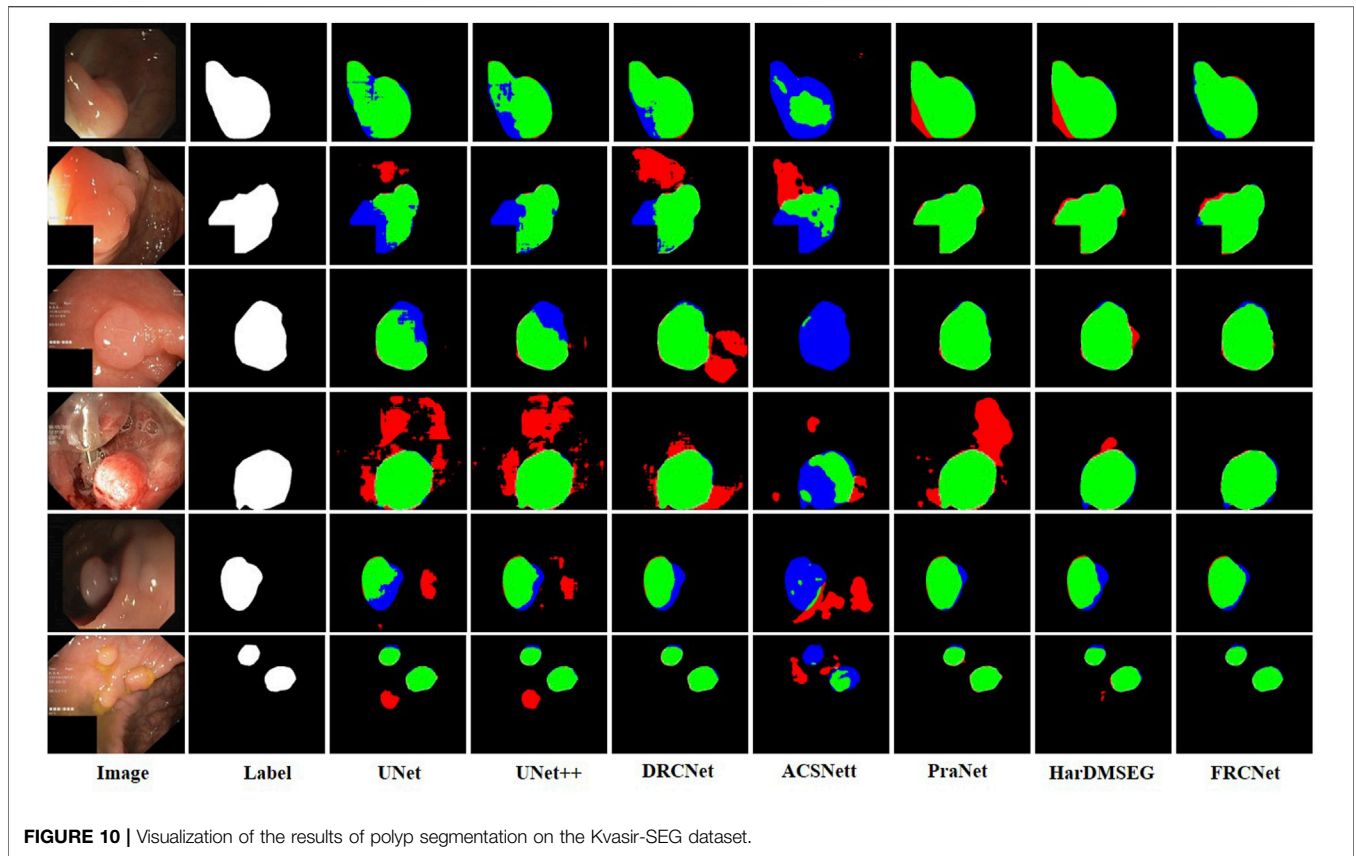 Image Label UNet UNet++ DRCNet ACSNett PraNet HarDMSEG FRCNet
FIGURE 10 | Visualization of the results of polyp segmentation on the Kvasir-SEG dataset.